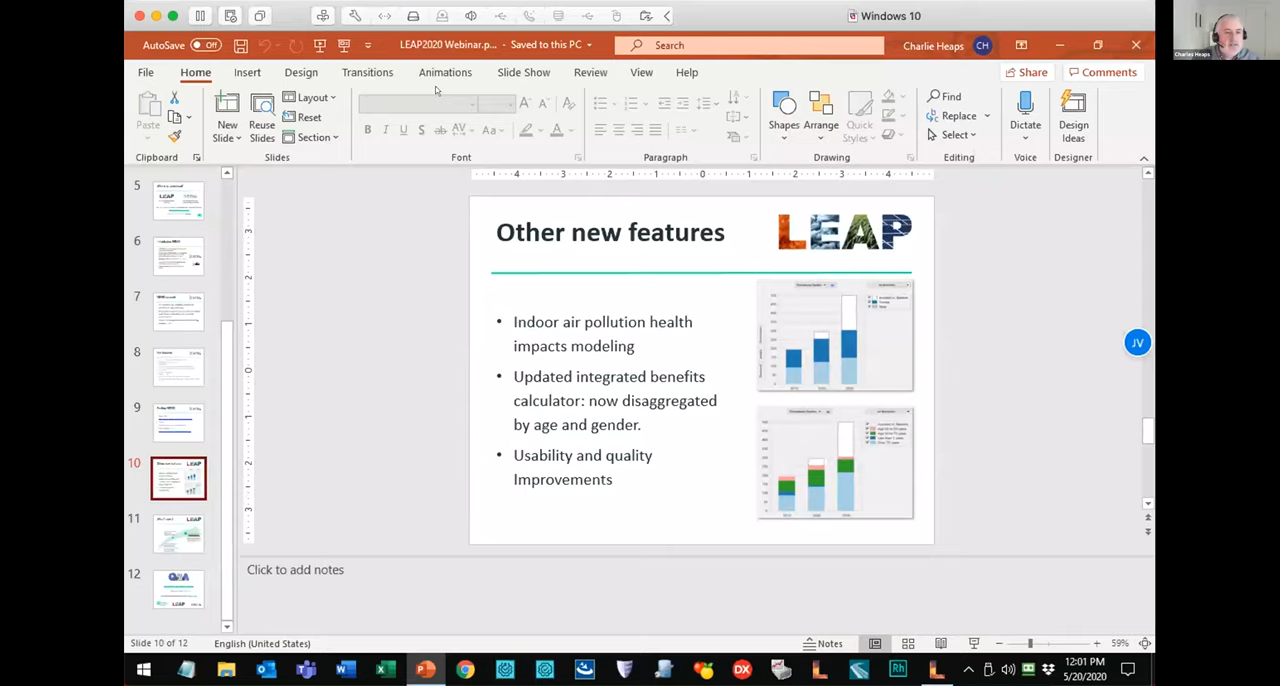 Windows 10
AutoSave Off
LEAP2020 Webinar.p... - Saved to this PC
Search
Charlie Heaps CH
Charles Heaps
File Home Insert Design Transitions Animations Slide Show Review View Help
Share Comments
Paste
New Slide
Reuse Slides
Layout
Reset
Section
Shapes Arrange Quick Styles
Find
Replace
Select
Dictate
Design Ideas
Clipboard Slides Font Paragraph Drawing Editing Voice Designer
5
6
7
8
9
10
11
12
Other new features
LEAP
• Indoor air pollution health
impacts modeling
• Updated integrated benefits
calculator: now disaggregated
by age and gender.
• Usability and quality
Improvements
JV
Click to add notes
Slide 10 of 12 English (United States)
Notes
59%
12:01 PM
5/20/2020